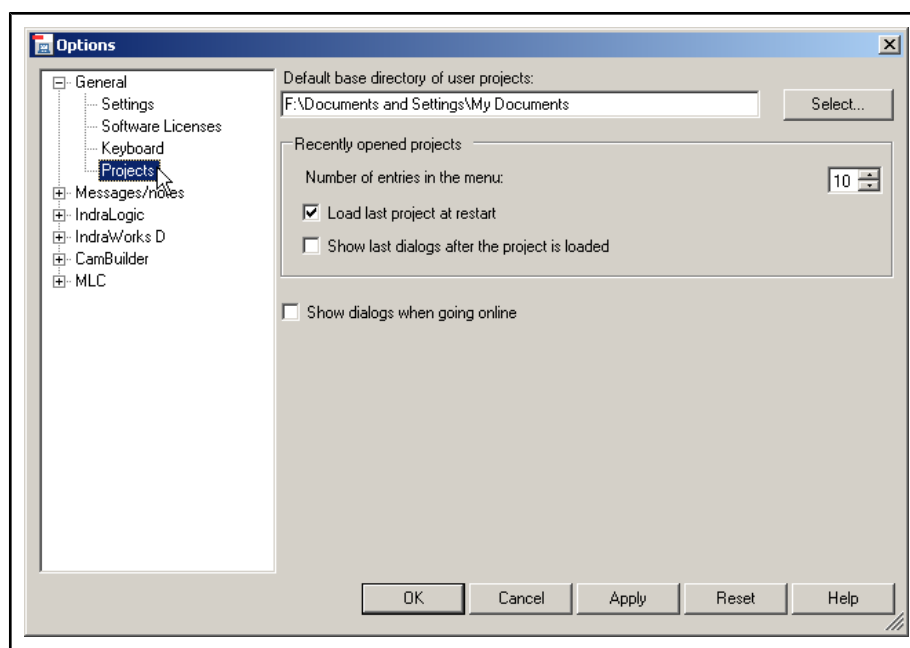 Options
General
Settings
Software Licenses
Keyboard
Projects
Messages/notes
IndraLogic
IndraWorks D
CamBuilder
MLC
Default base directory of user projects:
F:\Documents and Settings\My Documents
Select...
Recently opened projects
Number of entries in the menu:
10
Load last project at restart
Show last dialogs after the project is loaded
Show dialogs when going online
OK
Cancel
Apply
Reset
Help